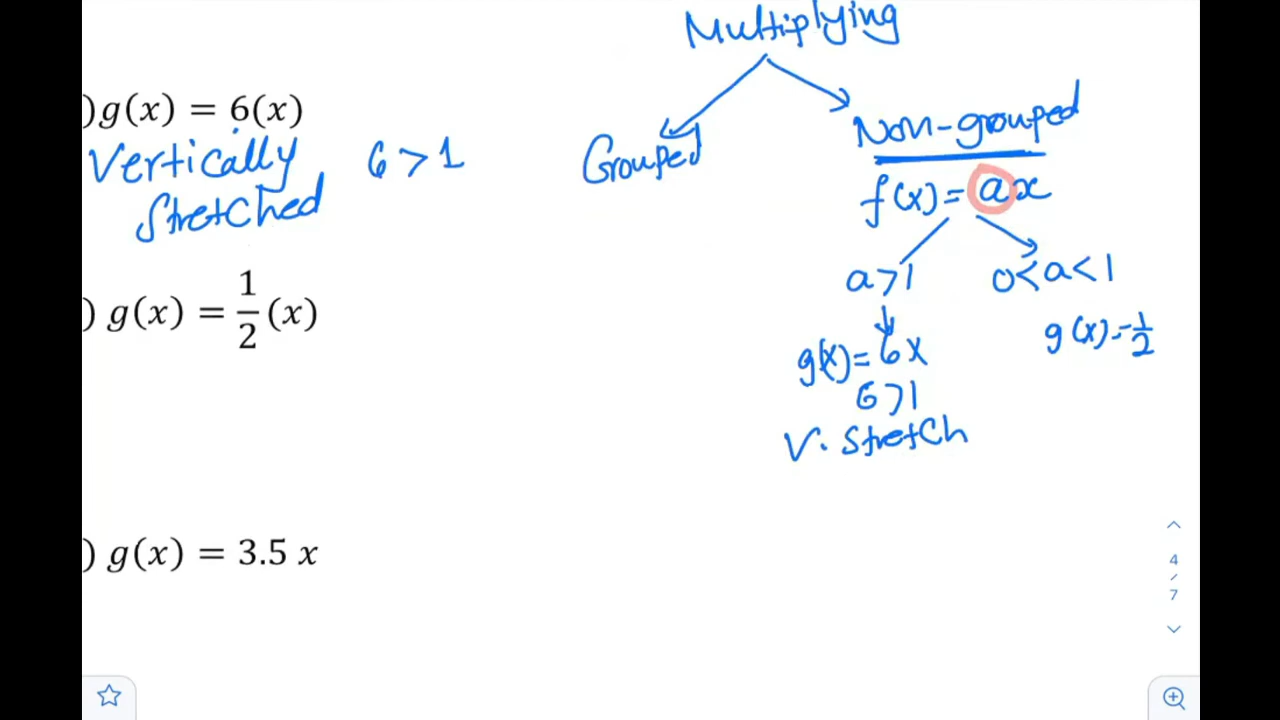 Multiplying
)g(x) = 6(x)
Vertically 6 > 1
Stretched
Grouped
Non-grouped
f(x) = ax
a>1
0<a<1
g(x)=6x
6>1
V. Stretch
g(x)=1/2
) g(x) = 1/2 (x)
) g(x) = 3.5 x
4
/
7